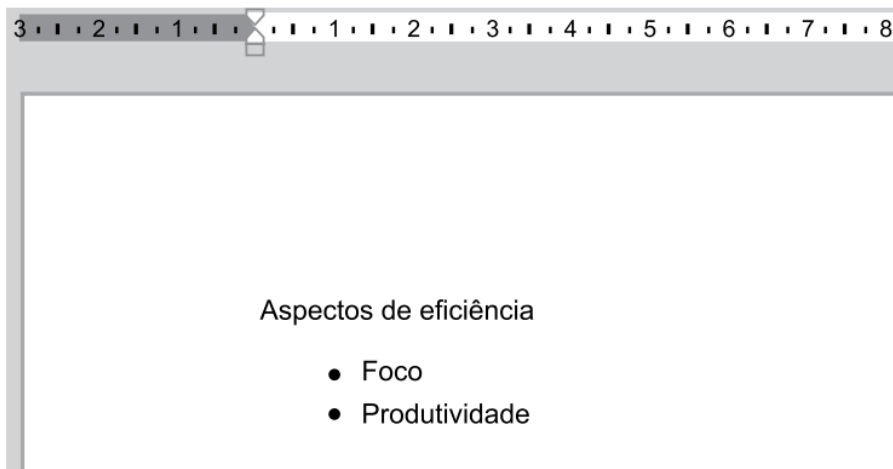 3 2 1 1 2 3 4 5 6 7 8
Aspectos de eficiência
• Foco
• Produtividade